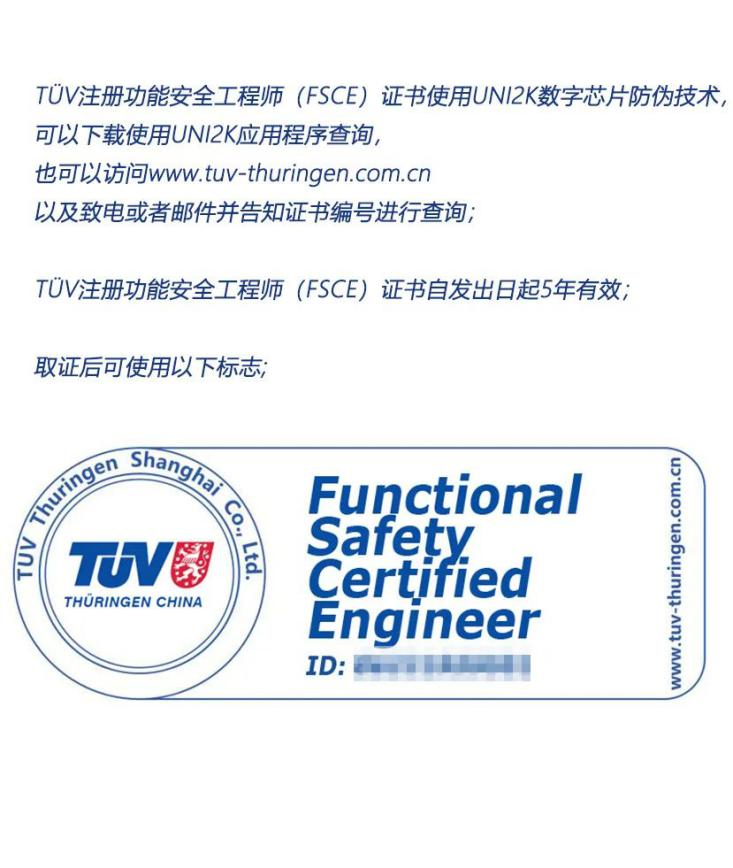 TÜV注册功能安全工程师（FSCE）证书使用UNI2K数字芯片防伪技术，
可以下载使用UNI2K应用程序查询，
也可以访问www.tuv-thuringen.com.cn
以及致电或者邮件并告知证书编号进行查询；
TÜV注册功能安全工程师（FSCE）证书自发出日起5年有效；
取证后可使用以下标志;
TUV Thuringen Shanghai Co., Ltd.
TÜV
THÜRINGEN CHINA
Functional
Safety
Certified
Engineer
ID:
www.tuv-thuringen.com.cn